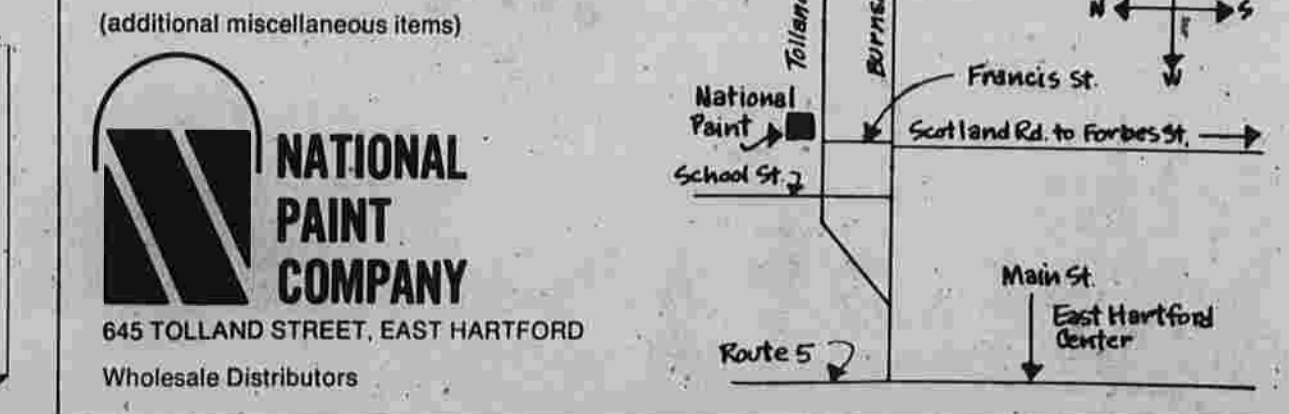 (additional miscellaneous items)
NATIONAL
PAINT
COMPANY
645 TOLLAND STREET, EAST HARTFORD
Wholesale Distributors
N
S
W
Francis St.
National
Paint
Scotland Rd. to Forbes St.
School St.
Main St.
East Hartford
Center
Route 5